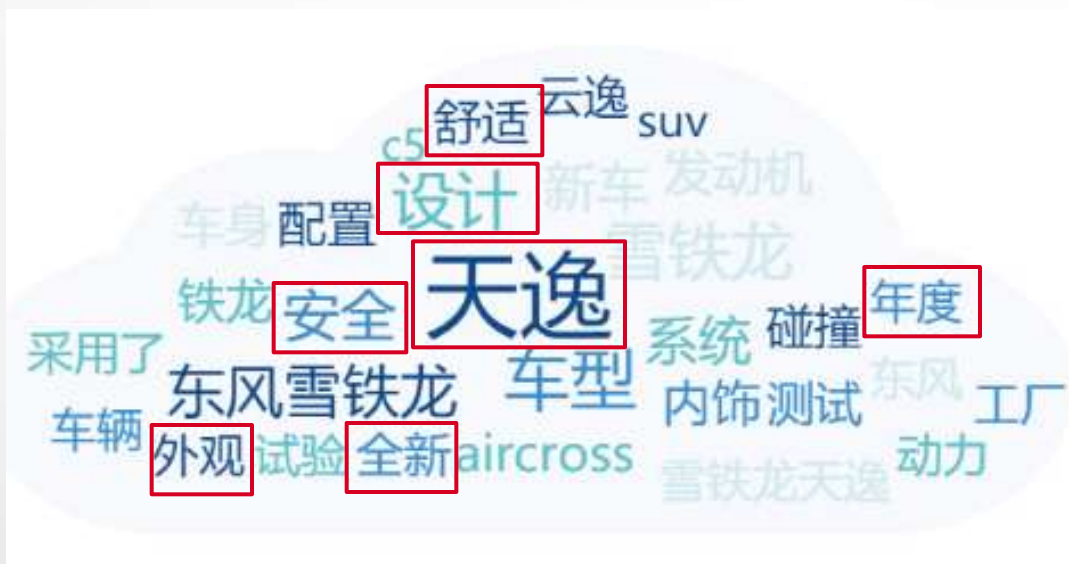 云逸
舒适 suv
c5
设计 新车 发动机
车身 配置 雪铁龙
铁龙 安全 天逸 年度
采用了 系统 碰撞
东风雪铁龙 车型 内饰 测试 东风 工厂
车辆 外观 试验 全新 aircross 动力
雪铁龙天逸